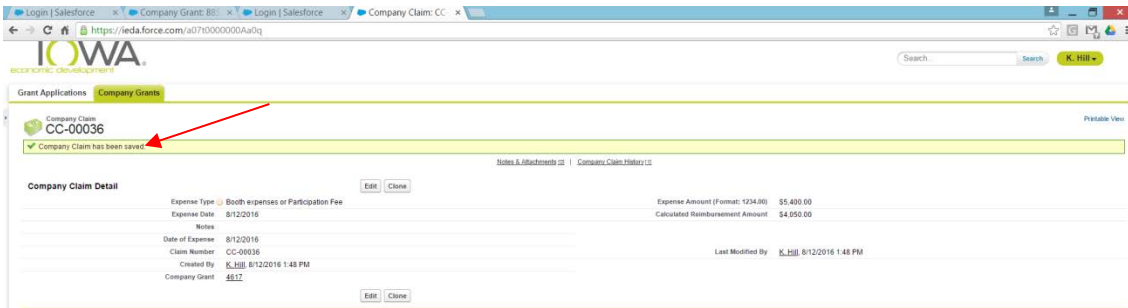 Login | Salesforce
Company Grant: 885
Login | Salesforce
Company Claim: CC-
https://ieda.force.com/a07t0000000Aa0q
IOWA
economic development
Search...
Search
K. Hill
Grant Applications
Company Grants
Company Claim
CC-00036
Printable View
Company Claim has been saved.
Notes & Attachments | Company Claim History
Company Claim Detail
Edit Clone
Expense Type Booth expenses or Participation Fee
Expense Amount (Format: 1234.00) $5,400.00
Expense Date 8/12/2016
Calculated Reimbursement Amount $4,050.00
Notes
Date of Expense 8/12/2016
Claim Number CC-00036
Last Modified By K. Hill, 8/12/2016 1:48 PM
Created By K. Hill, 8/12/2016 1:48 PM
Company Grant 4617
Edit Clone